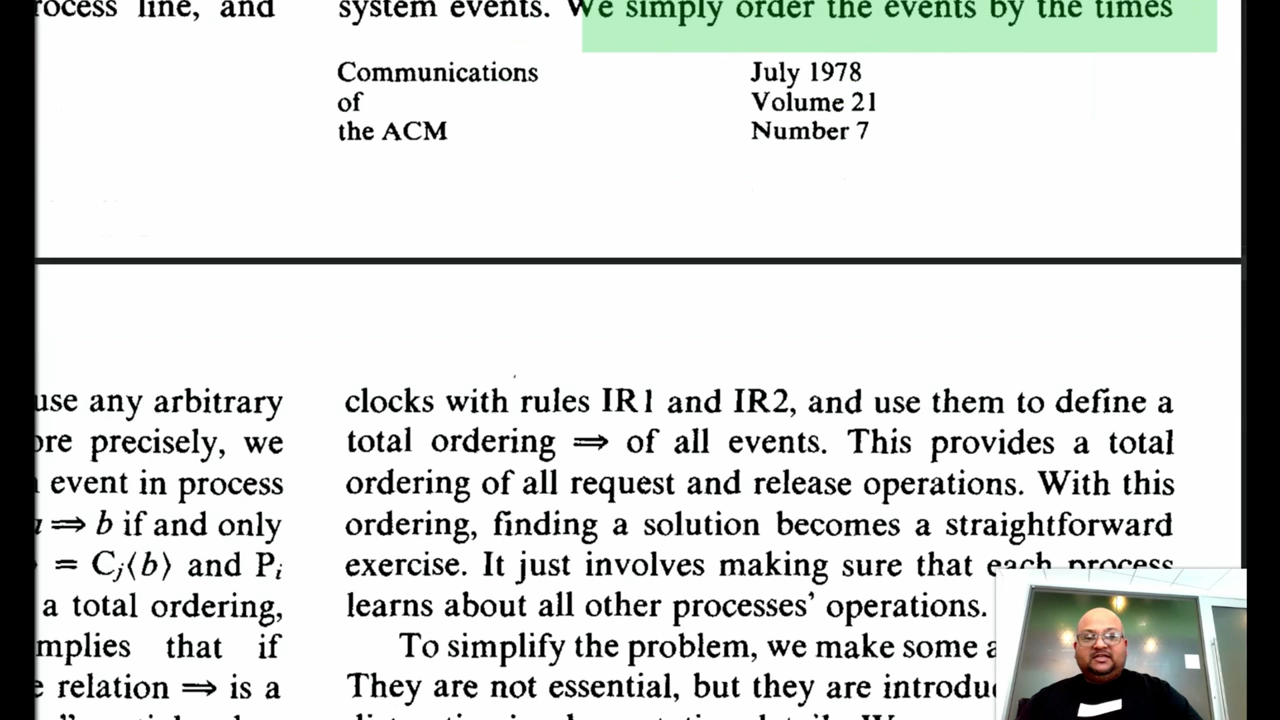 line, and
system events. We simply order the events by the times
Communications
of
the ACM
July 1978
Volume 21
Number 7
use any arbitrary
precisely, we
event in process
⇒ b if and only
= Cj⟨b⟩ and Pi
a total ordering,
that if
relation ⇒ is a
clocks with rules IR1 and IR2, and use them to define a
total ordering ⇒ of all events. This provides a total
ordering of all request and release operations. With this
ordering, finding a solution becomes a straightforward
exercise. It just involves making sure that each process
learns about all other processes' operations.
To simplify the problem, we make some
They are not essential, but they are